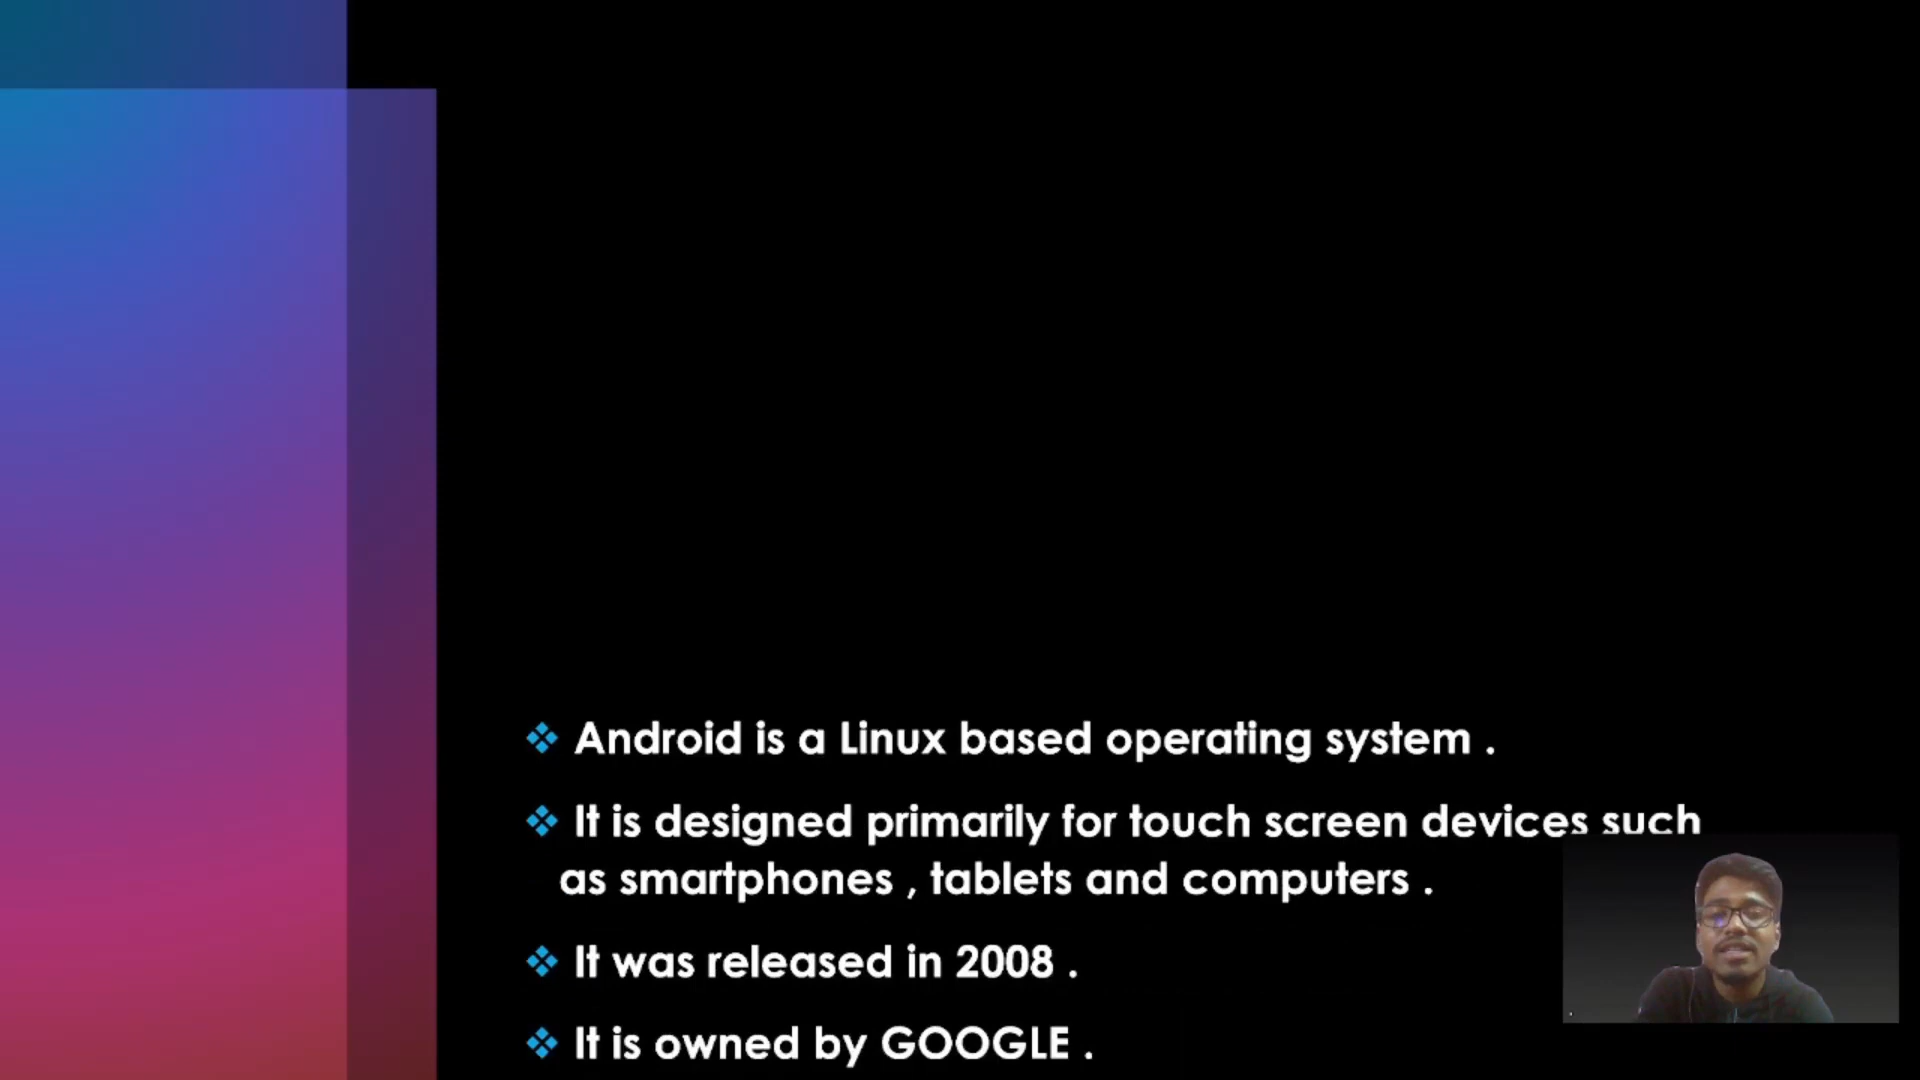 Android is a Linux based operating system .
It is designed primarily for touch screen devices such
as smartphones , tablets and computers .
It was released in 2008 .
It is owned by GOOGLE .